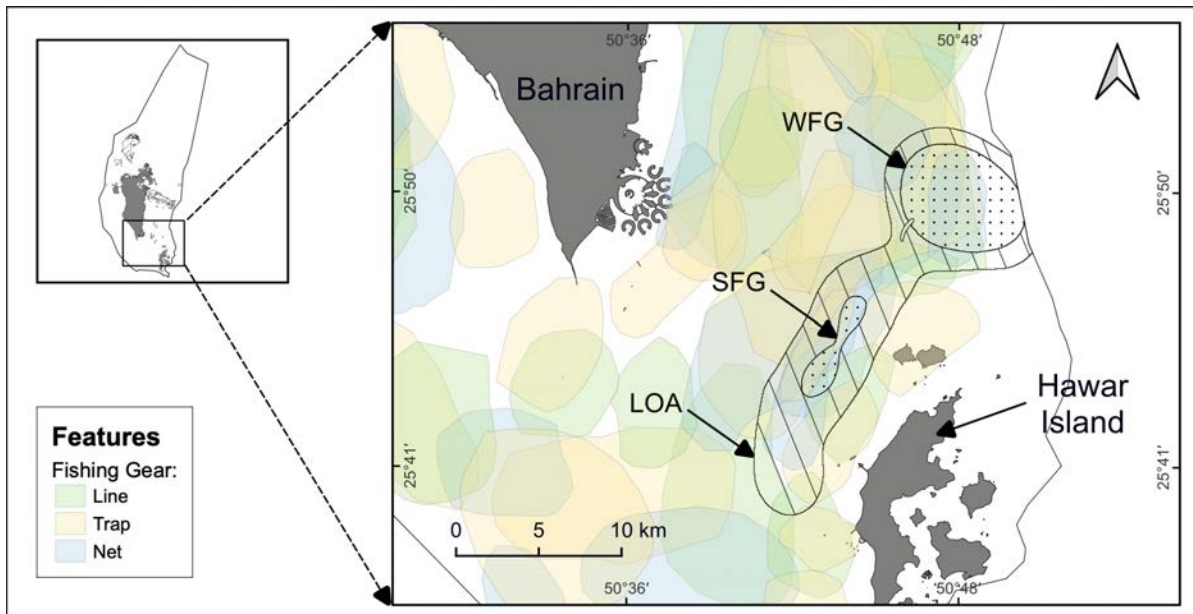 50°36′
50°48′
Bahrain
WFG
25°50′
25°50′
SFG
LOA
Hawar
Island
25°41′
25°41′
0 5 10 km
50°36′
50°48′
Features
Fishing Gear:
Line
Trap
Net